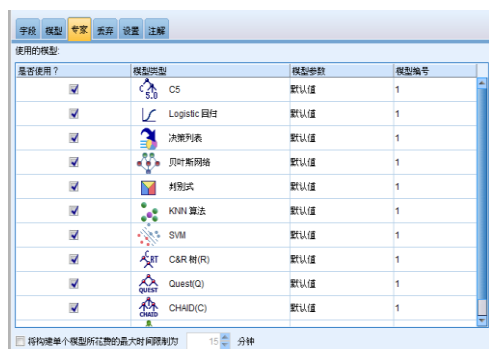 字段 模型 专家 丢弃 设置 注解
使用的模型:
是否使用? 模型类型 模型参数 模型编号
C 5.0 C5 默认值 1
Logistic 回归 默认值 1
决策列表 默认值 1
贝叶斯网络 默认值 1
判别式 默认值 1
KNN 算法 默认值 1
SVM 默认值 1
C RT C&R 树(R) 默认值 1
QUEST Quest(Q) 默认值 1
CHAID CHAID(C) 默认值 1
将构建单个模型所花费的最大时间限制为 15 分钟